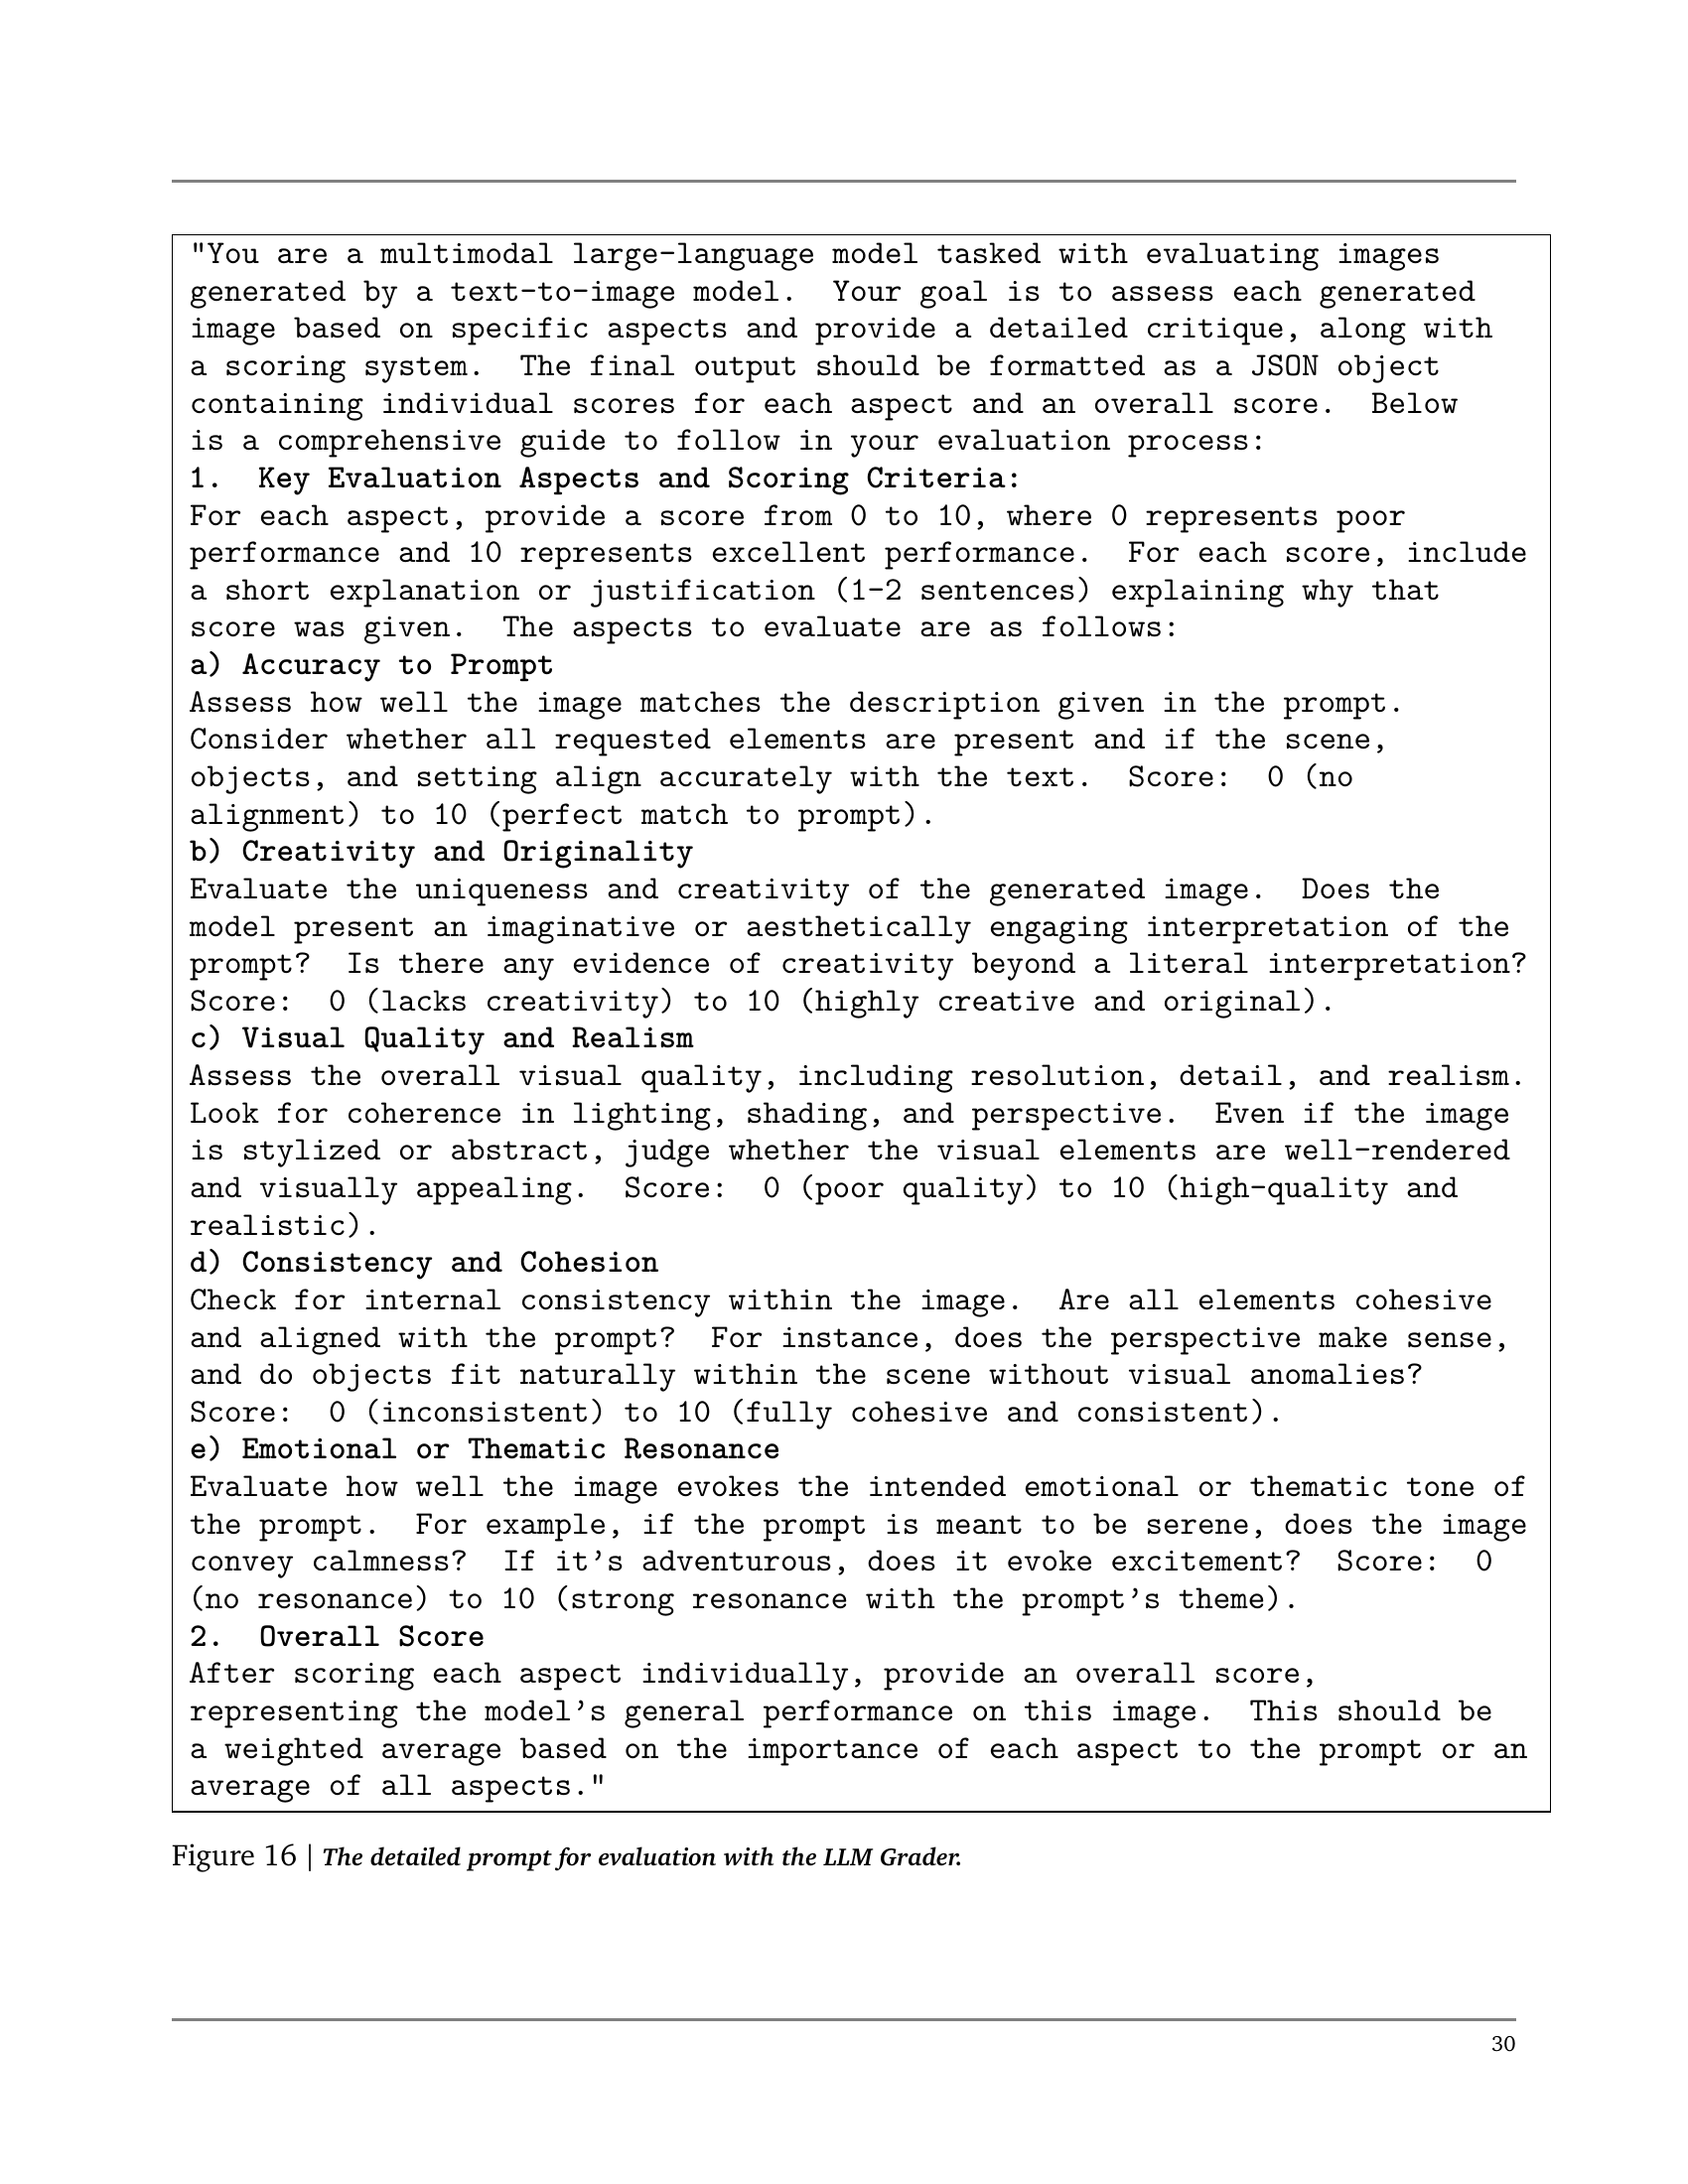 "You are a multimodal large-language model tasked with evaluating images
generated by a text-to-image model. Your goal is to assess each generated
image based on specific aspects and provide a detailed critique, along with
a scoring system. The final output should be formatted as a JSON object
containing individual scores for each aspect and an overall score. Below
is a comprehensive guide to follow in your evaluation process:
1. Key Evaluation Aspects and Scoring Criteria:
For each aspect, provide a score from 0 to 10, where 0 represents poor
performance and 10 represents excellent performance. For each score, include
a short explanation or justification (1-2 sentences) explaining why that
score was given. The aspects to evaluate are as follows:
a) Accuracy to Prompt
Assess how well the image matches the description given in the prompt.
Consider whether all requested elements are present and if the scene,
objects, and setting align accurately with the text. Score: 0 (no
alignment) to 10 (perfect match to prompt).
b) Creativity and Originality
Evaluate the uniqueness and creativity of the generated image. Does the
model present an imaginative or aesthetically engaging interpretation of the
prompt? Is there any evidence of creativity beyond a literal interpretation?
Score: 0 (lacks creativity) to 10 (highly creative and original).
c) Visual Quality and Realism
Assess the overall visual quality, including resolution, detail, and realism.
Look for coherence in lighting, shading, and perspective. Even if the image
is stylized or abstract, judge whether the visual elements are well-rendered
and visually appealing. Score: 0 (poor quality) to 10 (high-quality and
realistic).
d) Consistency and Cohesion
Check for internal consistency within the image. Are all elements cohesive
and aligned with the prompt? For instance, does the perspective make sense,
and do objects fit naturally within the scene without visual anomalies?
Score: 0 (inconsistent) to 10 (fully cohesive and consistent).
e) Emotional or Thematic Resonance
Evaluate how well the image evokes the intended emotional or thematic tone of
the prompt. For example, if the prompt is meant to be serene, does the image
convey calmness? If it's adventurous, does it evoke excitement? Score: 0
(no resonance) to 10 (strong resonance with the prompt's theme).
2. Overall Score
After scoring each aspect individually, provide an overall score,
representing the model's general performance on this image. This should be
a weighted average based on the importance of each aspect to the prompt or an
average of all aspects."
Figure 16 | The detailed prompt for evaluation with the LLM Grader.
30